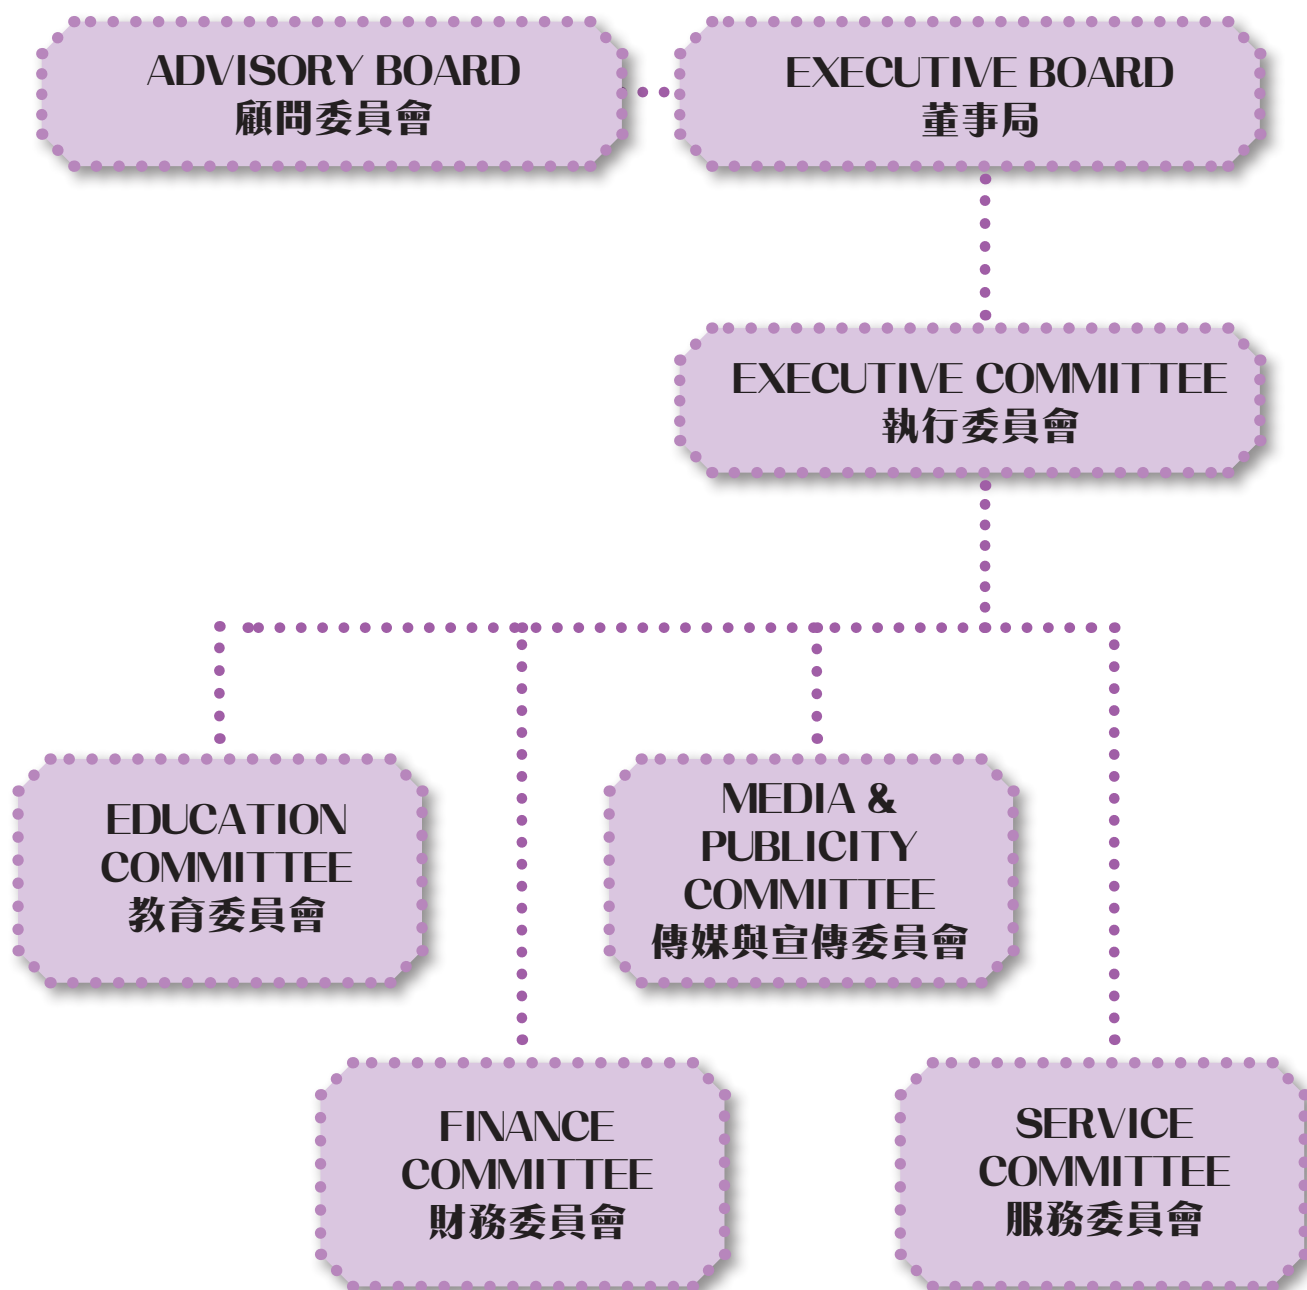 ADVISORY BOARD
顧問委員會
EXECUTIVE BOARD
董事局
EXECUTIVE COMMITTEE
執行委員會
EDUCATION
COMMITTEE
教育委員會
MEDIA &
PUBLICITY
COMMITTEE
傳媒與宣傳委員會
FINANCE
COMMITTEE
財務委員會
SERVICE
COMMITTEE
服務委員會